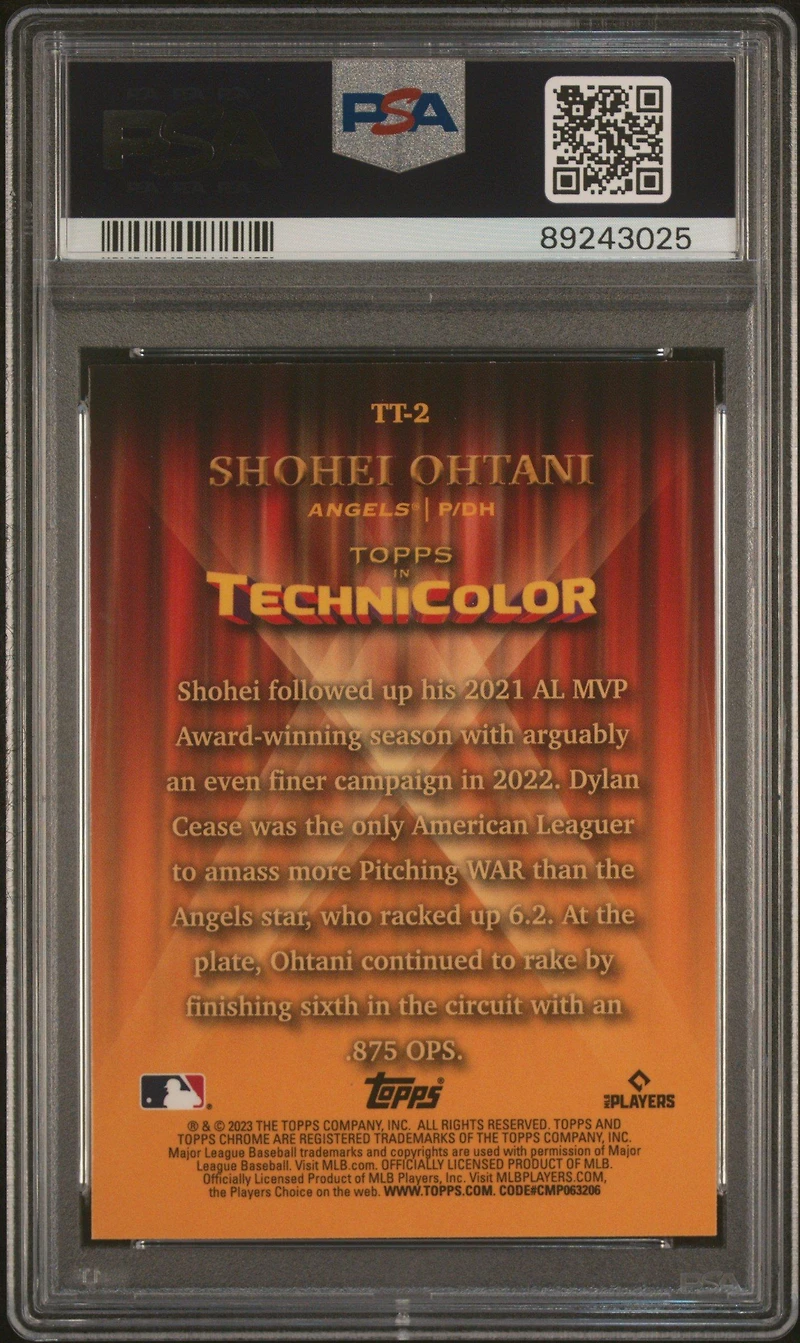 PSA
PSA
89243025
TT-2
SHOHEI OHTANI
ANGELS® | P/DH
TOPPS
IN
TECHNICOLOR
Shohei followed up his 2021 AL MVP
Award-winning season with arguably
an even finer campaign in 2022. Dylan
Cease was the only American Leaguer
to amass more Pitching WAR than the
Angels star, who racked up 6.2. At the
plate, Ohtani continued to rake by
finishing sixth in the circuit with an
.875 OPS.
topps®
MLB PLAYERS
® & © 2023 THE TOPPS COMPANY, INC. ALL RIGHTS RESERVED. TOPPS AND
TOPPS CHROME ARE REGISTERED TRADEMARKS OF THE TOPPS COMPANY, INC.
Major League Baseball trademarks and copyrights are used with permission of Major
League Baseball. Visit MLB.com. OFFICIALLY LICENSED PRODUCT OF MLB.
Officially Licensed Product of MLB Players, Inc. Visit MLBPLAYERS.COM,
the Players Choice on the web. WWW.TOPPS.COM. CODE#CMP063206
PSA